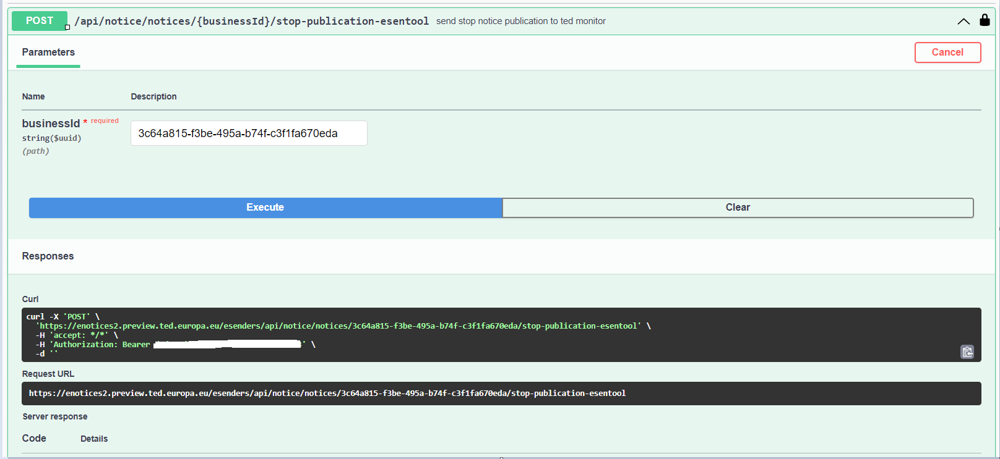 POST /api/notice/notices/{businessId}/stop-publication-esentool send stop notice publication to ted monitor
Parameters
Cancel
Name Description
businessId * required
string($uuid)
(path)
3c64a815-f3be-495a-b74f-c3f1fa670eda
Execute Clear
Responses
Curl
curl -X 'POST' \
'https://enotices2.preview.ted.europa.eu/esenders/api/notice/notices/3c64a815-f3be-495a-b74f-c3f1fa670eda/stop-publication-esentool' \
-H 'accept: */*' \
-H 'Authorization: Bearer ' \
-d ''
Request URL
https://enotices2.preview.ted.europa.eu/esenders/api/notice/notices/3c64a815-f3be-495a-b74f-c3f1fa670eda/stop-publication-esentool
Server response
Code Details